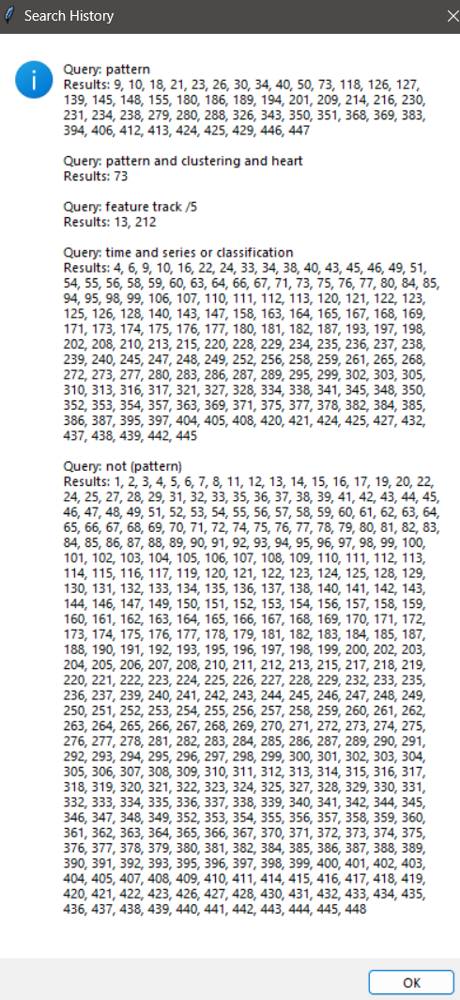 Search History
Query: pattern
Results: 9, 10, 18, 21, 23, 26, 30, 34, 40, 50, 73, 118, 126, 127,
139, 145, 148, 155, 180, 186, 189, 194, 201, 209, 214, 216, 230,
231, 234, 238, 279, 280, 288, 326, 343, 350, 351, 368, 369, 383,
394, 406, 412, 413, 424, 425, 429, 446, 447
Query: pattern and clustering and heart
Results: 73
Query: feature track /5
Results: 13, 212
Query: time and series or classification
Results: 4, 6, 9, 10, 16, 22, 24, 33, 34, 38, 40, 43, 45, 46, 49, 51,
54, 55, 56, 58, 59, 60, 63, 64, 66, 67, 71, 73, 75, 76, 77, 80, 84, 85,
94, 95, 98, 99, 106, 107, 110, 111, 112, 113, 120, 121, 122, 123,
125, 126, 128, 140, 143, 147, 158, 163, 164, 165, 167, 168, 169,
171, 173, 174, 175, 176, 177, 180, 181, 182, 187, 193, 197, 198,
202, 208, 210, 213, 215, 220, 228, 229, 234, 235, 236, 237, 238,
239, 240, 245, 247, 248, 249, 252, 256, 258, 259, 261, 265, 268,
272, 273, 277, 280, 283, 286, 287, 289, 295, 299, 302, 303, 305,
310, 313, 316, 317, 321, 327, 328, 334, 338, 341, 345, 348, 350,
352, 353, 354, 357, 363, 369, 371, 375, 377, 378, 382, 384, 385,
386, 387, 395, 397, 404, 405, 408, 420, 421, 424, 425, 427, 432,
437, 438, 439, 442, 445
Query: not (pattern)
Results: 1, 2, 3, 4, 5, 6, 7, 8, 11, 12, 13, 14, 15, 16, 17, 19, 20, 22,
24, 25, 27, 28, 29, 31, 32, 33, 35, 36, 37, 38, 39, 41, 42, 43, 44, 45,
46, 47, 48, 49, 51, 52, 53, 54, 55, 56, 57, 58, 59, 60, 61, 62, 63, 64,
65, 66, 67, 68, 69, 70, 71, 72, 74, 75, 76, 77, 78, 79, 80, 81, 82, 83,
84, 85, 86, 87, 88, 89, 90, 91, 92, 93, 94, 95, 96, 97, 98, 99, 100,
101, 102, 103, 104, 105, 106, 107, 108, 109, 110, 111, 112, 113,
114, 115, 116, 117, 119, 120, 121, 122, 123, 124, 125, 128, 129,
130, 131, 132, 133, 134, 135, 136, 137, 138, 140, 141, 142, 143,
144, 146, 147, 149, 150, 151, 152, 153, 154, 156, 157, 158, 159,
160, 161, 162, 163, 164, 165, 166, 167, 168, 169, 170, 171, 172,
173, 174, 175, 176, 177, 178, 179, 181, 182, 183, 184, 185, 187,
188, 190, 191, 192, 193, 195, 196, 197, 198, 199, 200, 202, 203,
204, 205, 206, 207, 208, 210, 211, 212, 213, 215, 217, 218, 219,
220, 221, 222, 223, 224, 225, 226, 227, 228, 229, 232, 233, 235,
236, 237, 239, 240, 241, 242, 243, 244, 245, 246, 247, 248, 249,
250, 251, 252, 253, 254, 255, 256, 257, 258, 259, 260, 261, 262,
263, 264, 265, 266, 267, 268, 269, 270, 271, 272, 273, 274, 275,
276, 277, 278, 281, 282, 283, 284, 285, 286, 287, 289, 290, 291,
292, 293, 294, 295, 296, 297, 298, 299, 300, 301, 302, 303, 304,
305, 306, 307, 308, 309, 310, 311, 312, 313, 314, 315, 316, 317,
318, 319, 320, 321, 322, 323, 324, 325, 327, 328, 329, 330, 331,
332, 333, 334, 335, 336, 337, 338, 339, 340, 341, 342, 344, 345,
346, 347, 348, 349, 352, 353, 354, 355, 356, 357, 358, 359, 360,
361, 362, 363, 364, 365, 366, 367, 370, 371, 372, 373, 374, 375,
376, 377, 378, 379, 380, 381, 382, 384, 385, 386, 387, 388, 389,
390, 391, 392, 393, 395, 396, 397, 398, 399, 400, 401, 402, 403,
404, 405, 407, 408, 409, 410, 411, 414, 415, 416, 417, 418, 419,
420, 421, 422, 423, 426, 427, 428, 430, 431, 432, 433, 434, 435,
436, 437, 438, 439, 440, 441, 442, 443, 444, 445, 448
OK